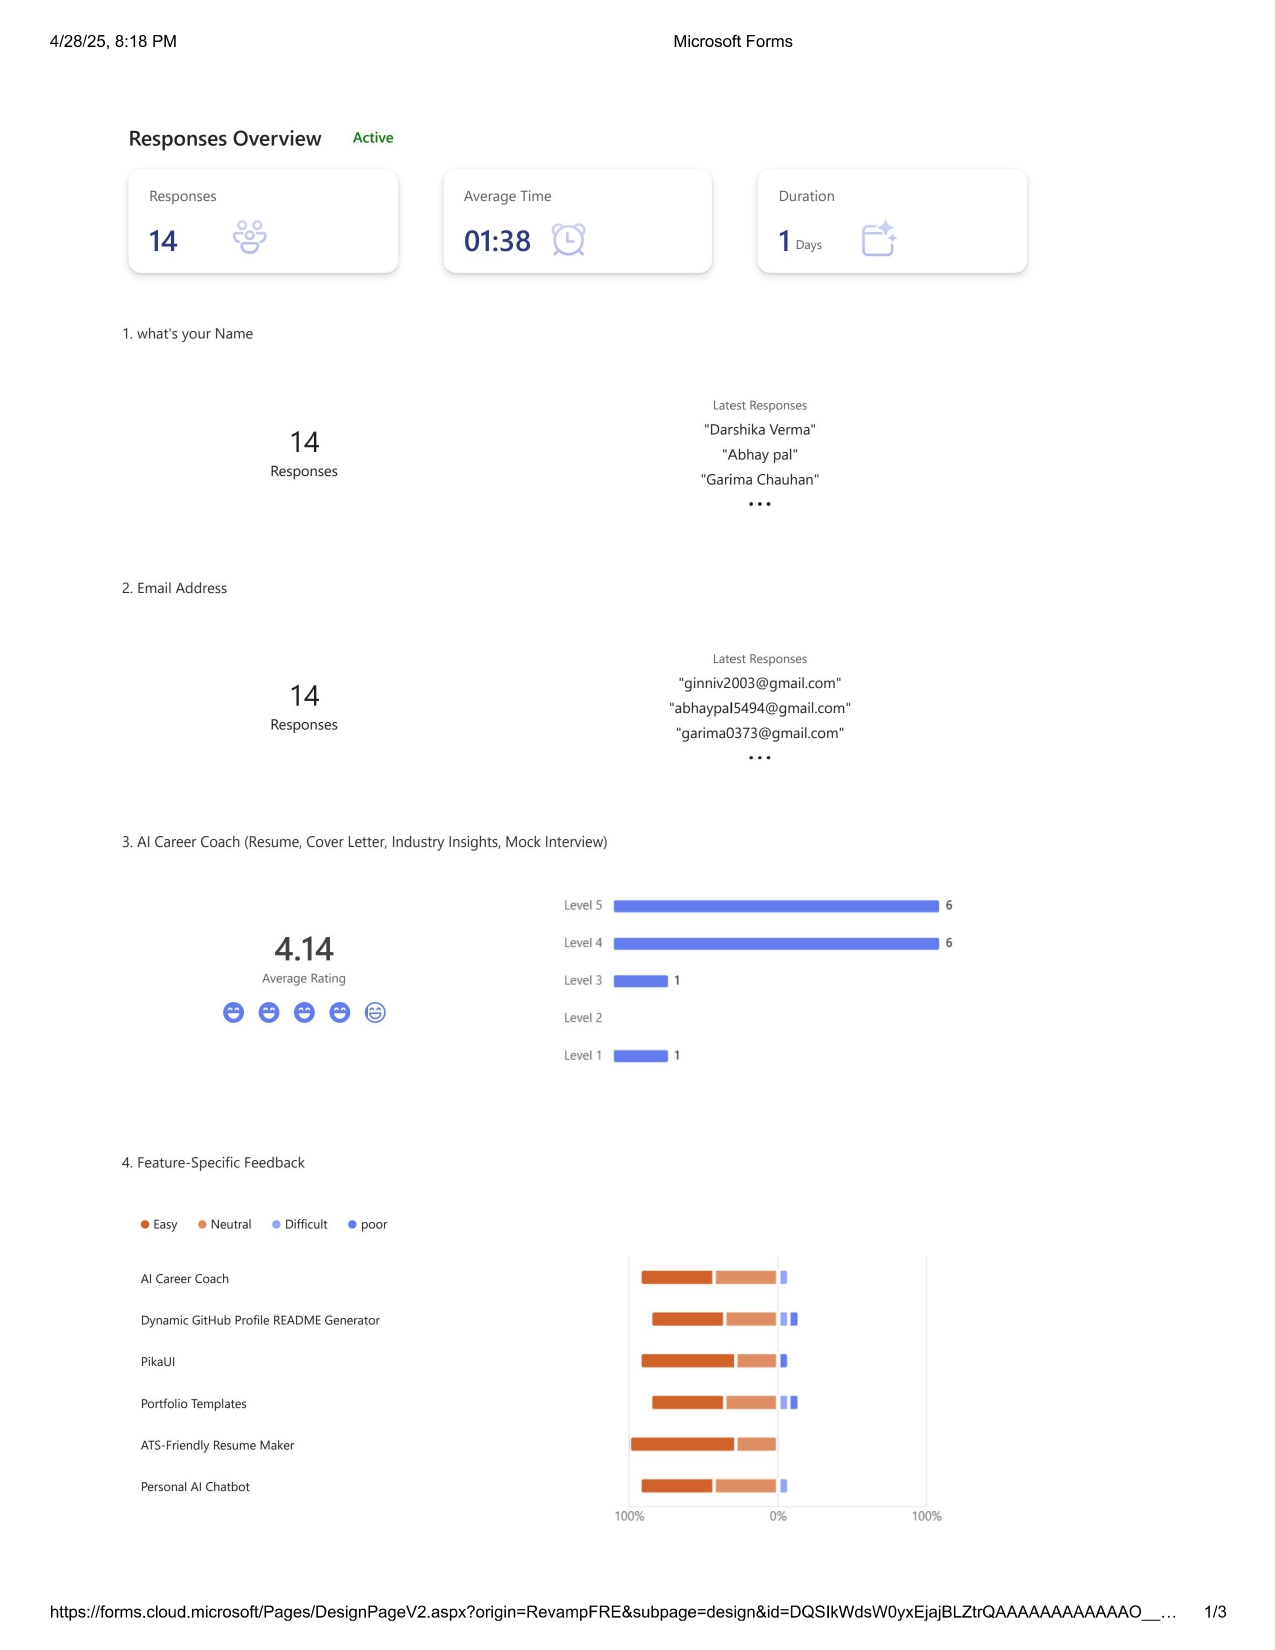 4/28/25, 8:18 PM
Microsoft Forms
Responses Overview Active
Responses
14
Average Time
01:38
Duration
1 Days
1. what's your Name
14
Responses
Latest Responses
"Darshika Verma"
"Abhay pal"
"Garima Chauhan"
...
2. Email Address
14
Responses
Latest Responses
"ginniv2003@gmail.com"
"abhaypal5494@gmail.com"
"garima0373@gmail.com"
...
3. AI Career Coach (Resume, Cover Letter, Industry Insights, Mock Interview)
4.14
Average Rating
Level 5 6
Level 4 6
Level 3 1
Level 2
Level 1 1
4. Feature-Specific Feedback
Easy Neutral Difficult poor
AI Career Coach
Dynamic GitHub Profile README Generator
PikaUI
Portfolio Templates
ATS-Friendly Resume Maker
Personal AI Chatbot
100% 0% 100%
https://forms.cloud.microsoft/Pages/DesignPageV2.aspx?origin=RevampFRE&subpage=design&id=DQSIkWdsW0yxEjajBLZtrQAAAAAAAAAAAAO__… 1/3